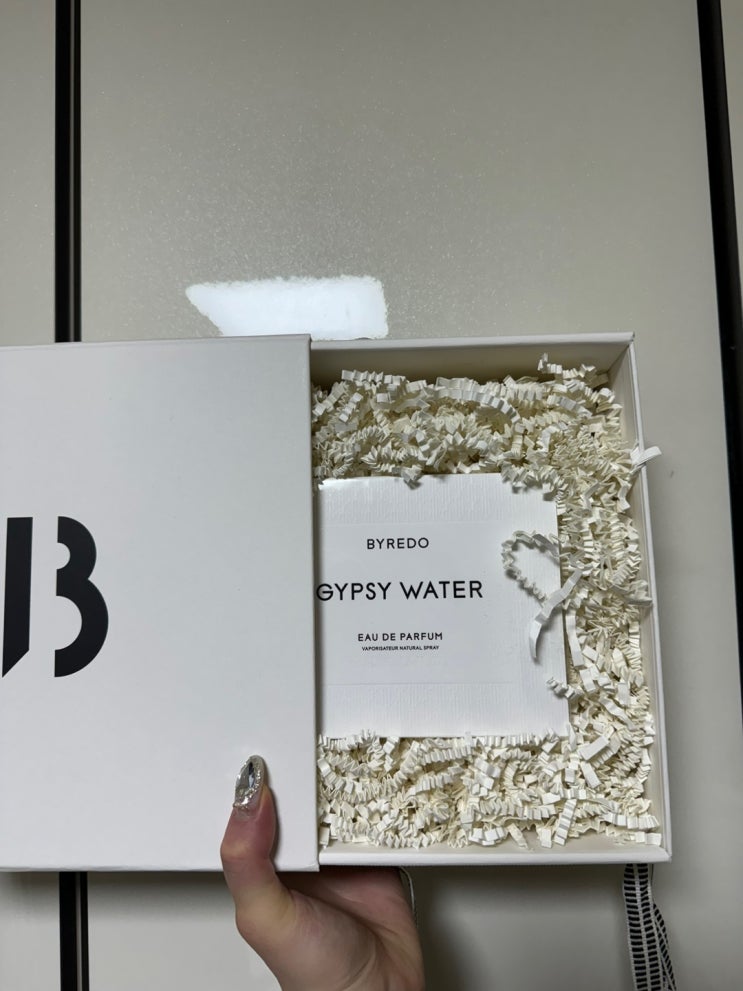 B
BYREDO
GYPSY WATER
EAU DE PARFUM
VAPORISATEUR NATURAL SPRAY